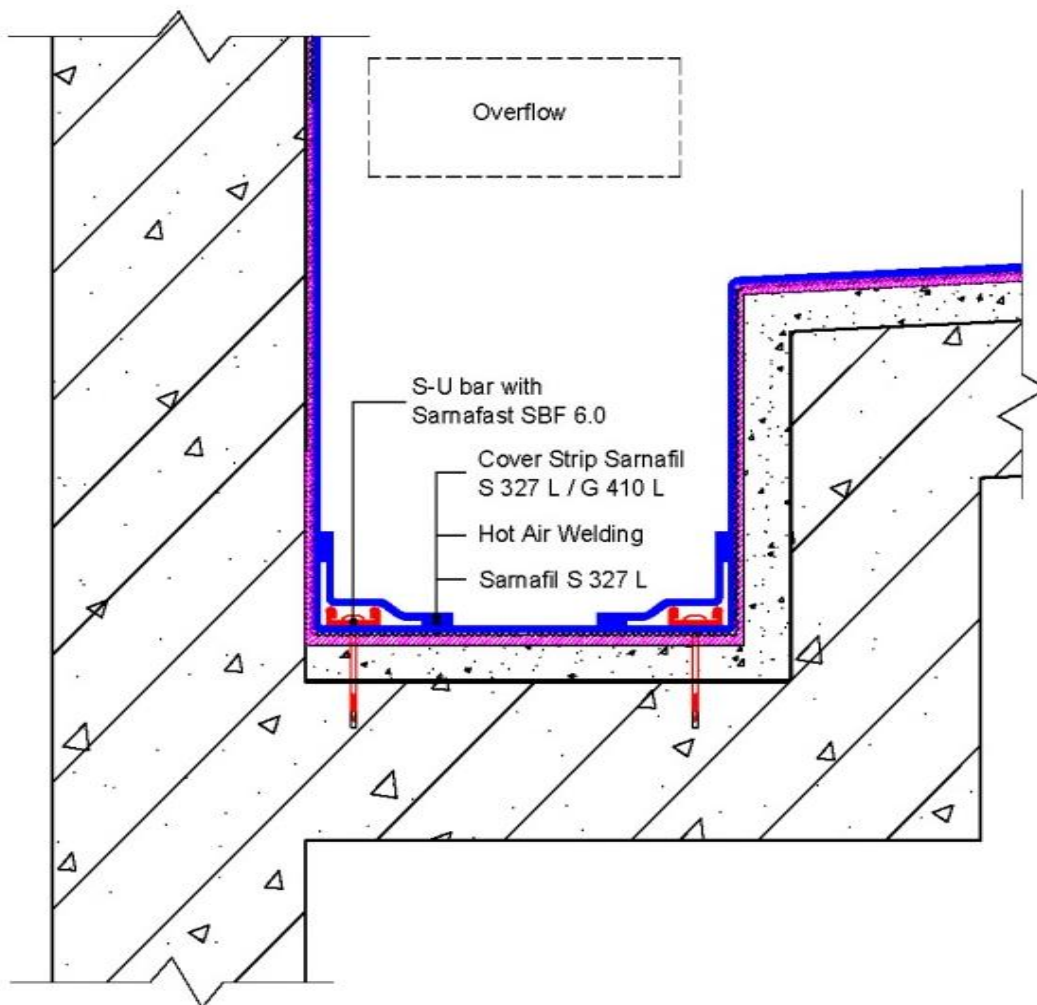 Overflow
S-U bar with
Sarnafast SBF 6.0
Cover Strip Sarnafil
S 327 L / G 410 L
Hot Air Welding
Sarnafil S 327 L